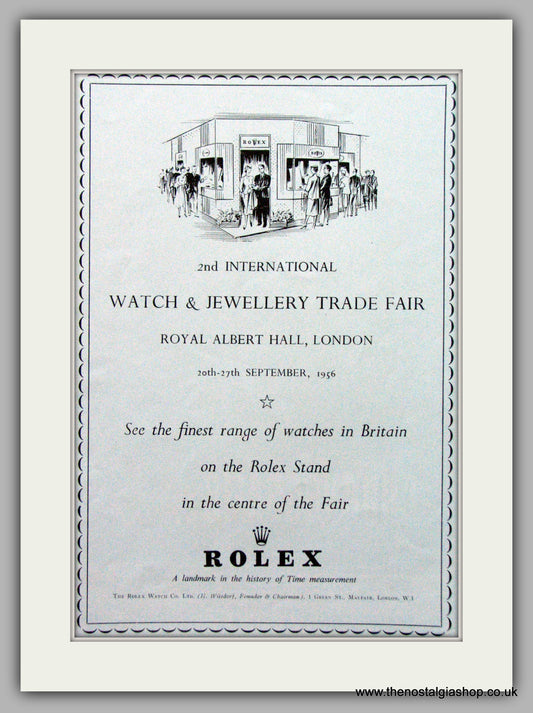 ROLEX
2nd INTERNATIONAL
WATCH & JEWELLERY TRADE FAIR
ROYAL ALBERT HALL, LONDON
20th-27th SEPTEMBER, 1956
See the finest range of watches in Britain
on the Rolex Stand
in the centre of the Fair
ROLEX
A landmark in the history of Time measurement
THE ROLEX WATCH CO. LTD. (H. Wilsdorf, Founder & Chairman), 1 GREEN ST., MAYFAIR, LONDON, W.1
www.thenostalgiashop.co.uk